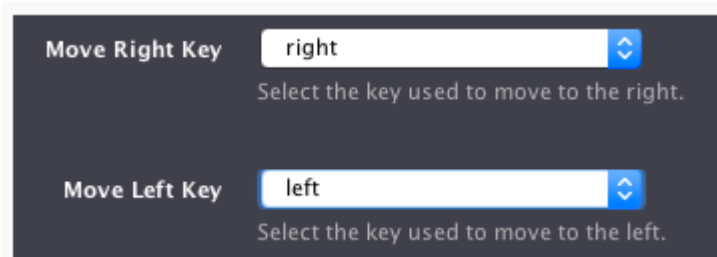 Move Right Key right
Select the key used to move to the right.
Move Left Key left
Select the key used to move to the left.